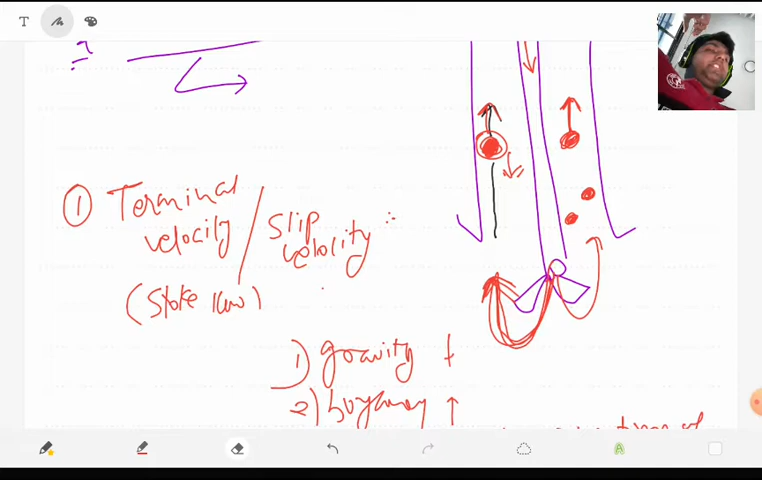 ① Terminal
velocity / Slip velocity :-
(Stoke law)
1) gravity ↓
2) buoyancy ↑